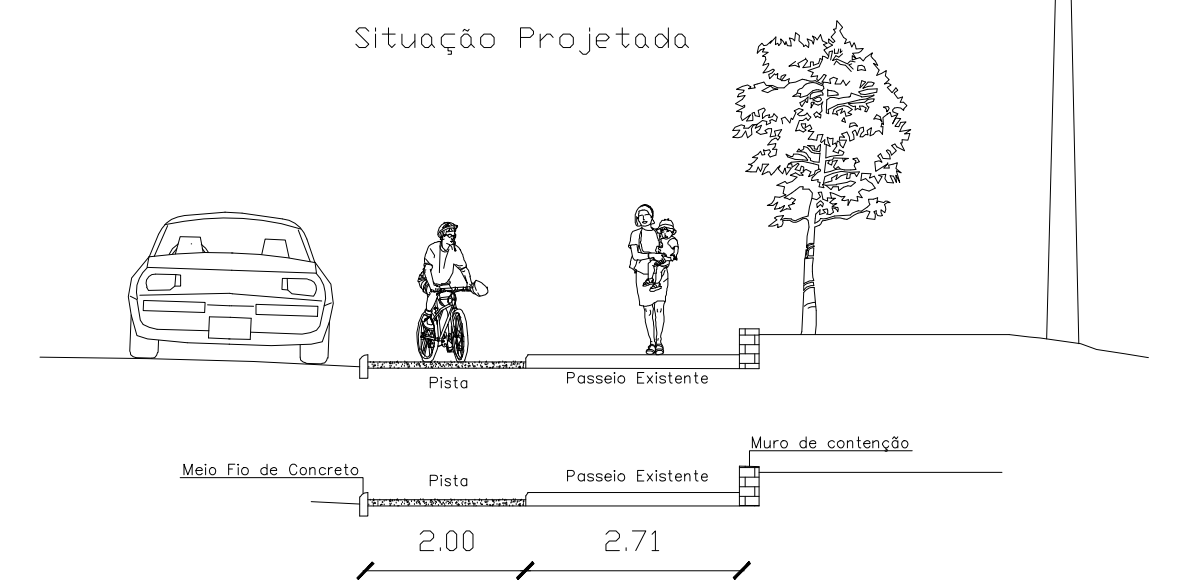 Situação Projetada
Pista
Passeio Existente
Muro de contenção
Meio Fio de Concreto
Pista
Passeio Existente
2.00
2.71